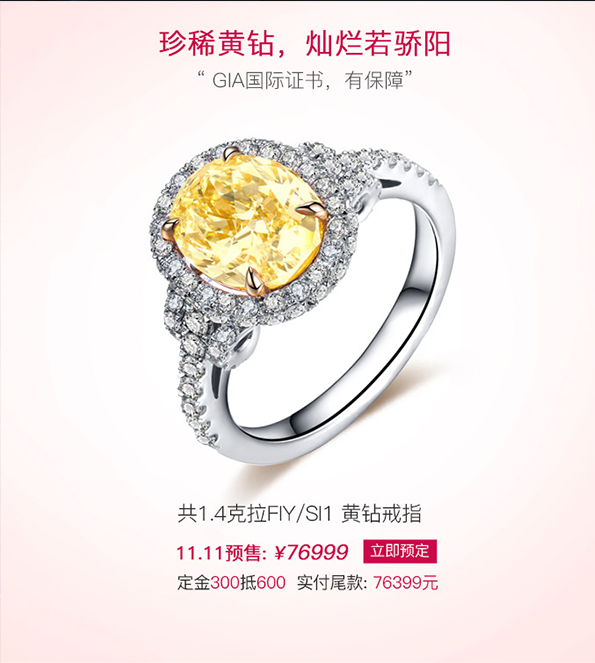 珍稀黄钻，灿烂若骄阳
“ GIA国际证书，有保障”
共1.4克拉FIY/SI1 黄钻戒指
11.11预售: ¥76999 立即预定
定金300抵600 实付尾款: 76399元